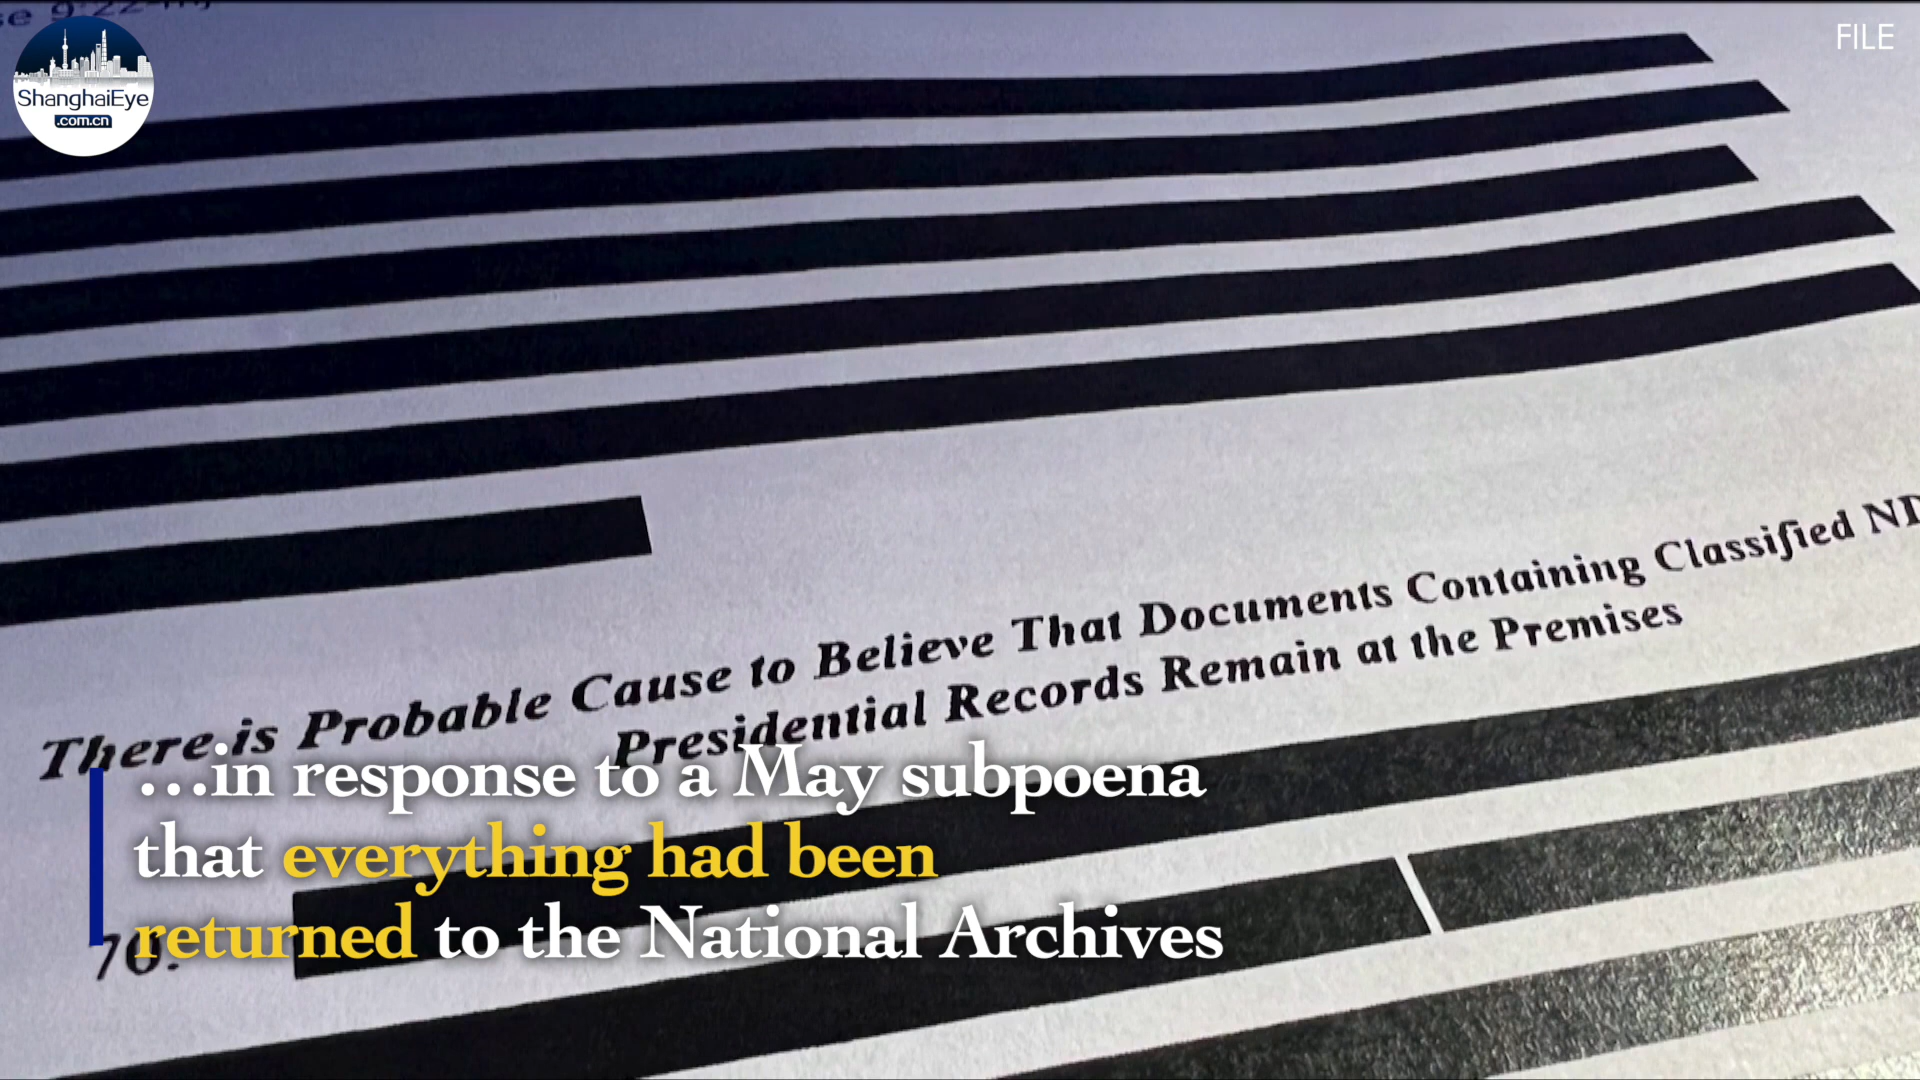 FILE
ShanghaiEye
.com.cn
There is Probable Cause to Believe That Documents Containing Classified
Presidential Records Remain at the Premises
…in response to a May subpoena
that everything had been
returned to the National Archives
70.